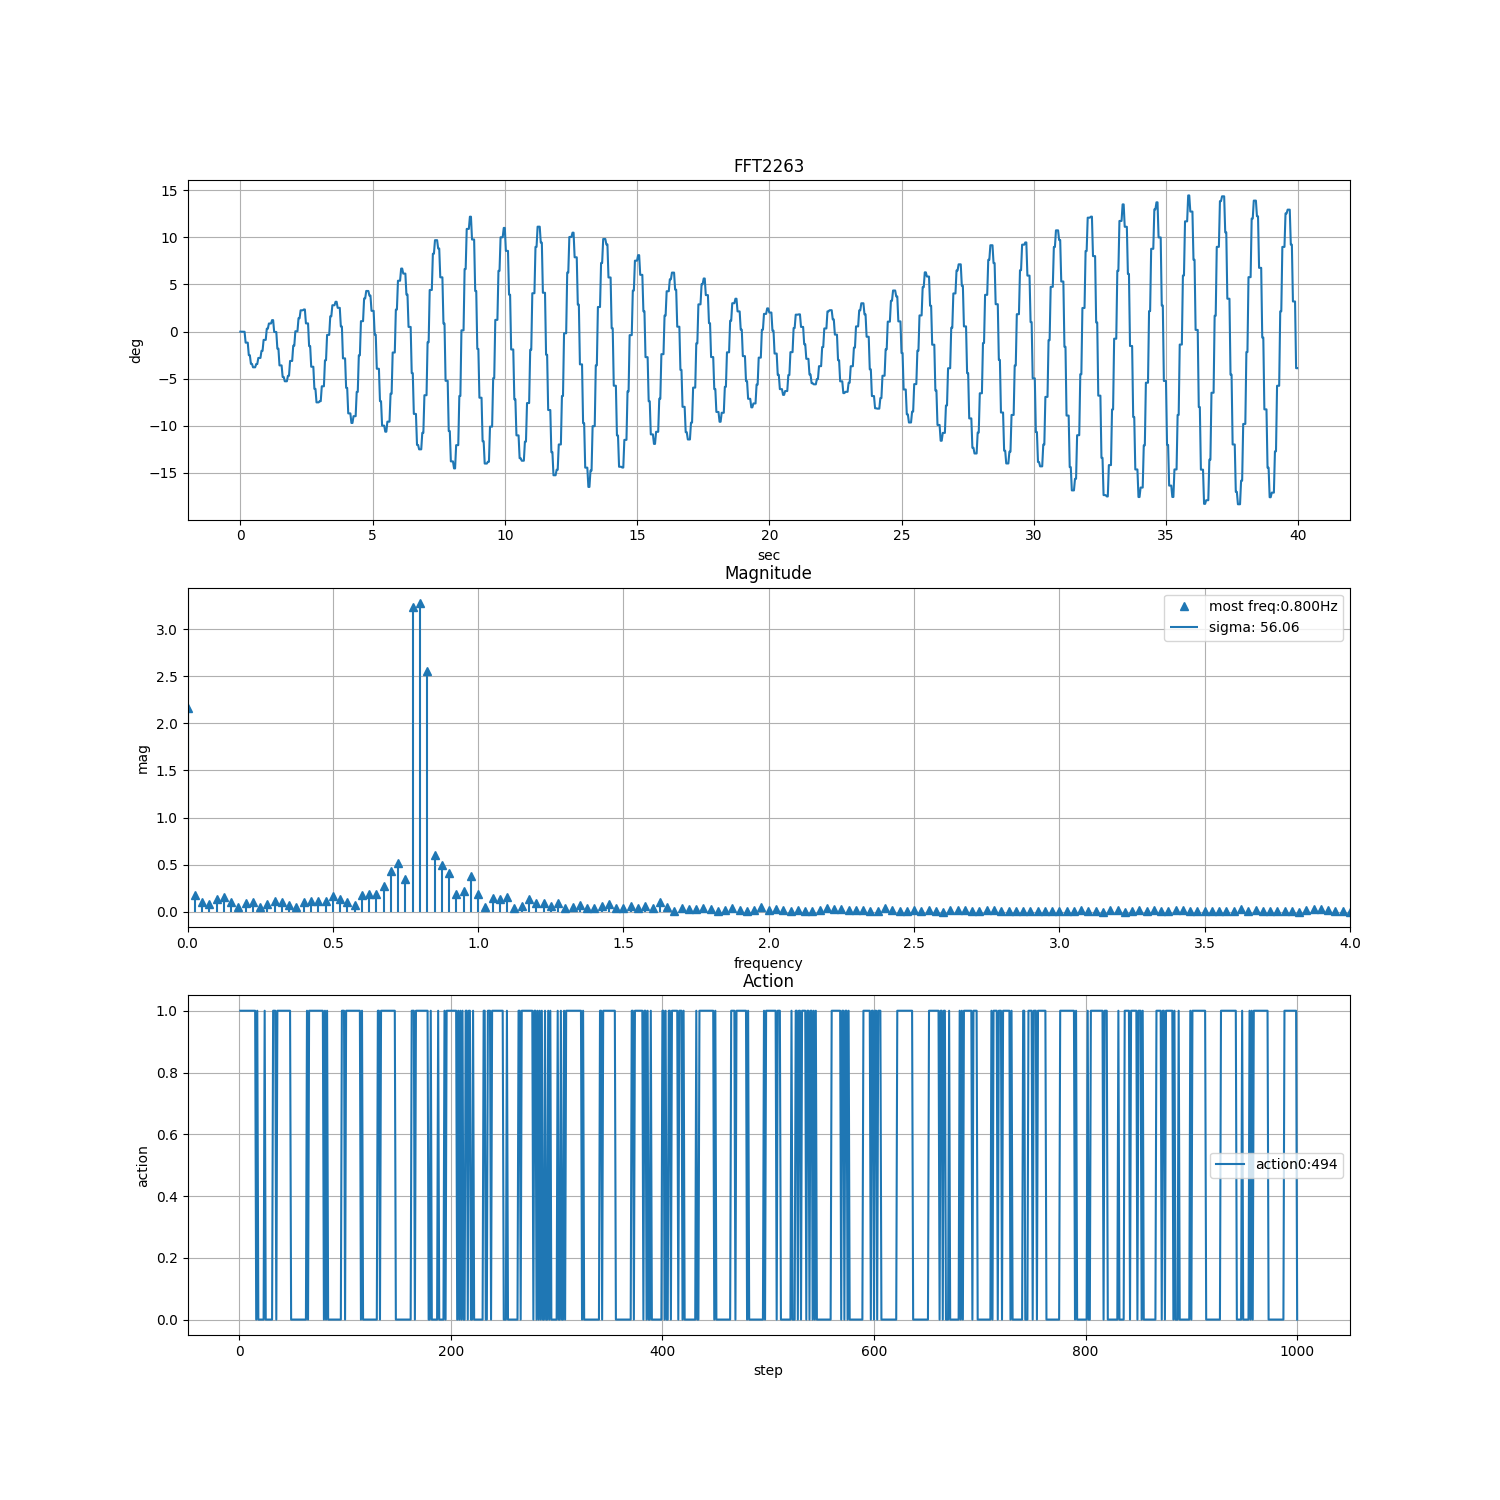 FFT2263
15
10
5
0
−5
−10
−15
deg
0 5 10 15 20 25 30 35 40
sec
Magnitude
3.0
2.5
2.0
1.5
1.0
0.5
0.0
mag
most freq:0.800Hz
sigma: 56.06
0.0 0.5 1.0 1.5 2.0 2.5 3.0 3.5 4.0
frequency
Action
1.0
0.8
0.6
0.4
0.2
0.0
action
action0:494
0 200 400 600 800 1000
step